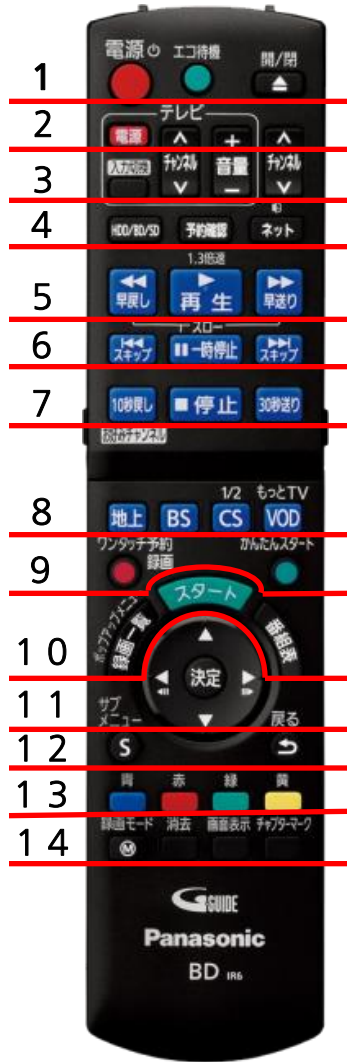 電源 エコ待機 開/閉
1
テレビ
2 電源
3 入力切換 チャンネル 音量 チャンネル
4 HDD/BD/SD 予約確認 ネット
1.3倍速
5 早戻し 再生 早送り
スロー
6 スキップ 一時停止 スキップ
7 10秒戻し 停止 30秒送り
1/2 もっとTV
8 地上 BS CS VOD
ワンタッチ予約 録画 かんたんスタート
9
スタート
ポップアップメニュー 録画一覧 番組表
10
決定
11 サブメニュー 戻る
12 S
青 赤 緑 黄
13
録画モード 消去 画面表示 チャプターマーク
14 M
G GUIDE
Panasonic
BD IR6